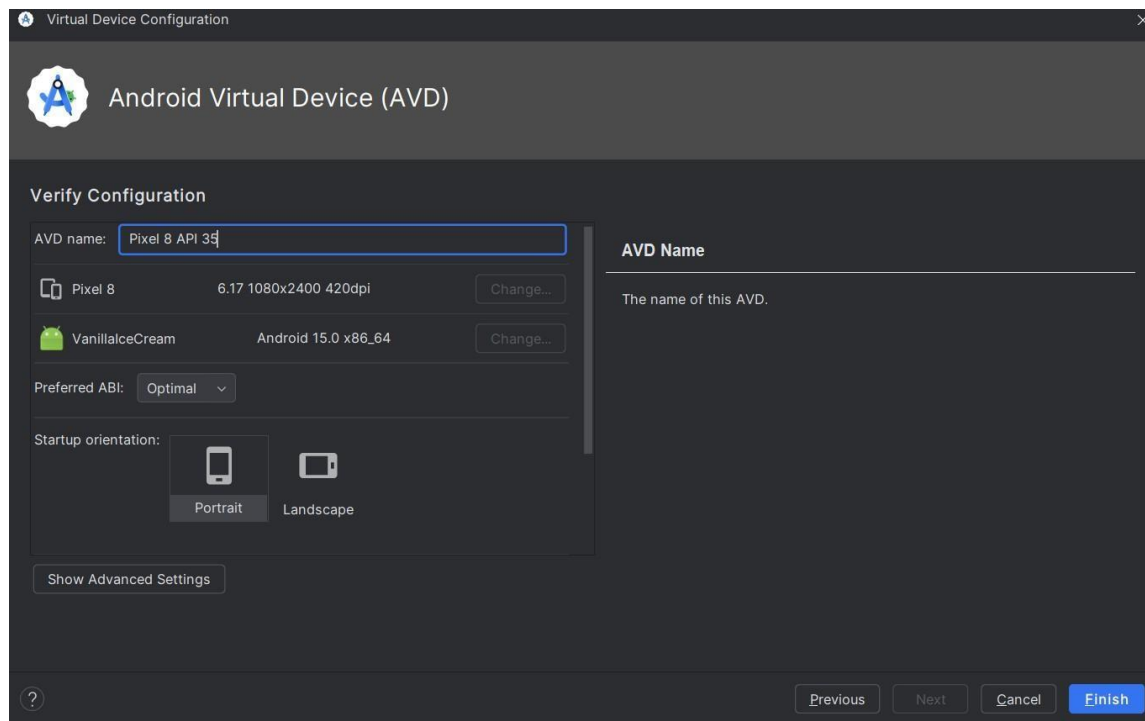 Virtual Device Configuration
Android Virtual Device (AVD)
Verify Configuration
AVD name: Pixel 8 API 35
Pixel 8 6.17 1080x2400 420dpi Change...
VanillaIceCream Android 15.0 x86_64 Change...
Preferred ABI: Optimal
Startup orientation:
Portrait Landscape
Show Advanced Settings
AVD Name
The name of this AVD.
? Previous Next Cancel Finish